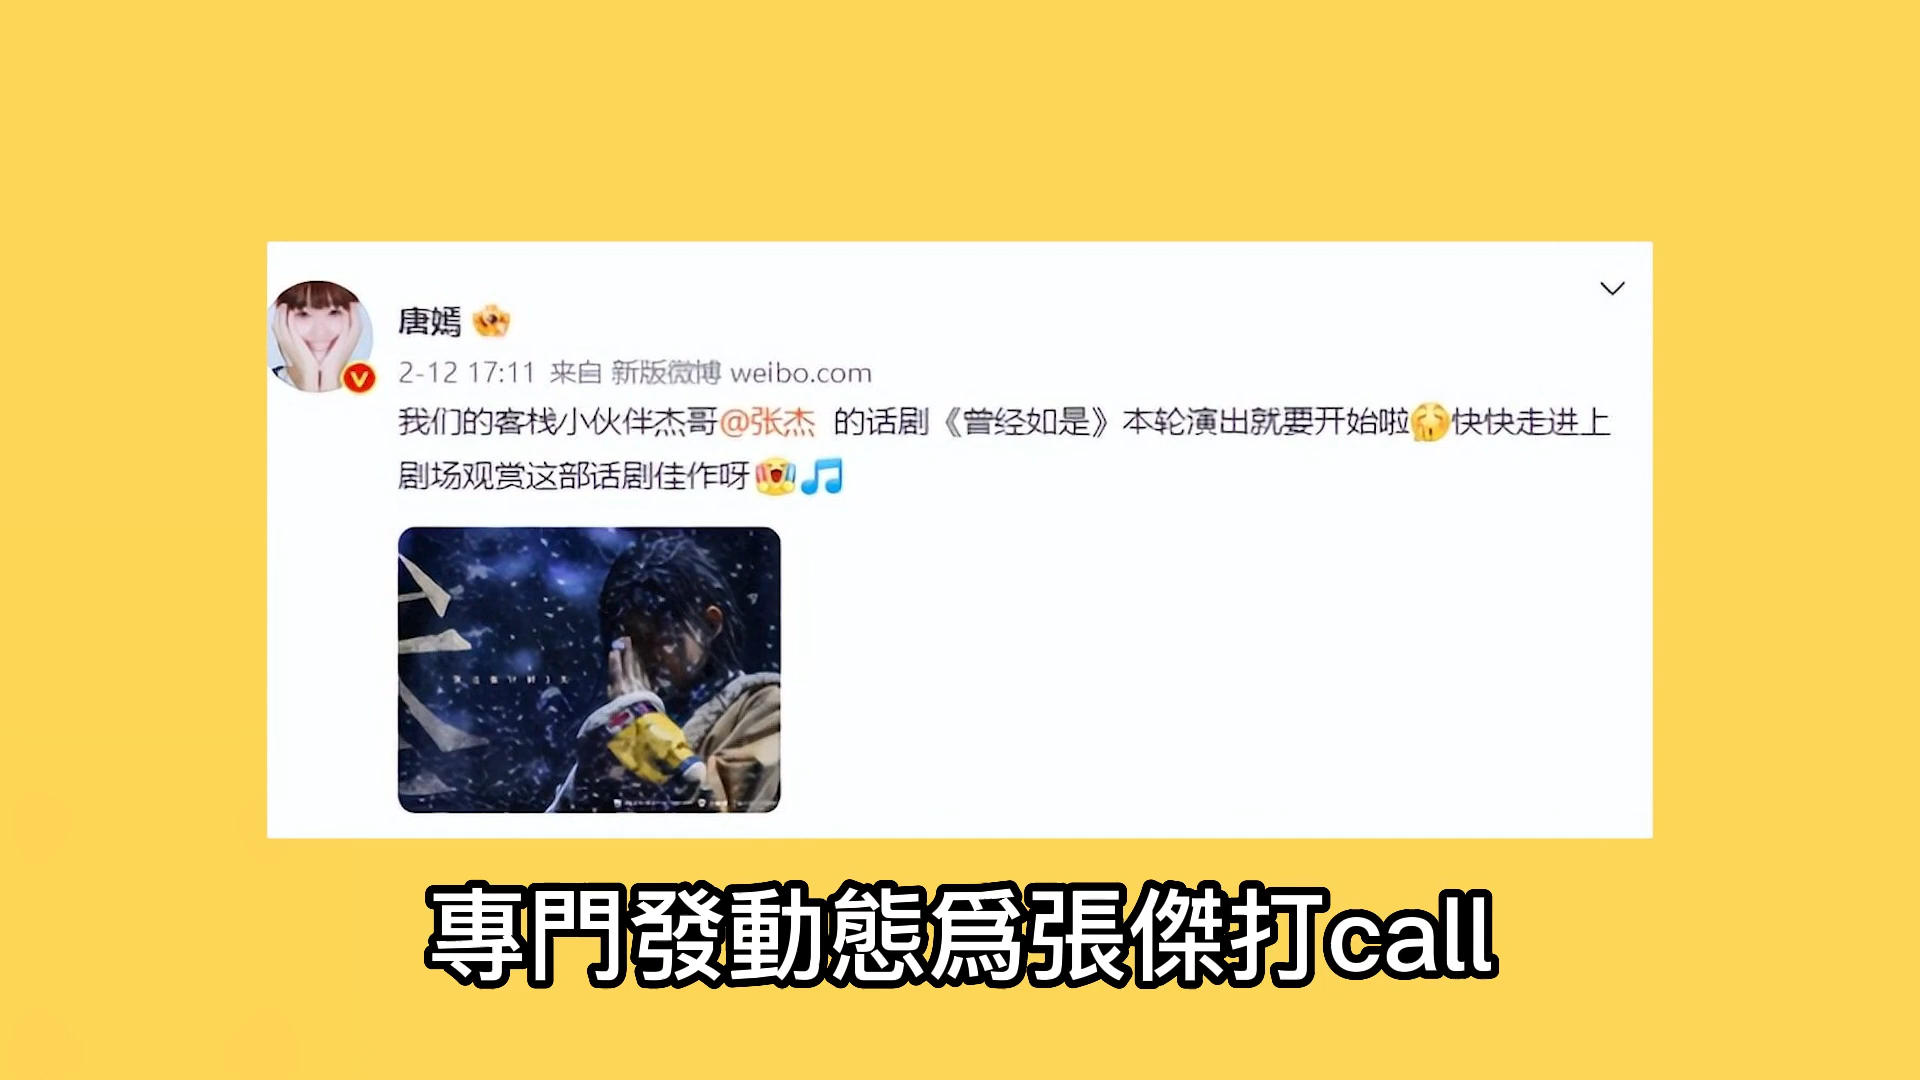 唐嫣
2-12 17:11 来自 新版微博 weibo.com
我们的客栈小伙伴杰哥@张杰 的话剧《曾经如是》本轮演出就要开始啦快快走进上
剧场观赏这部话剧佳作呀
專門發動態爲張傑打call